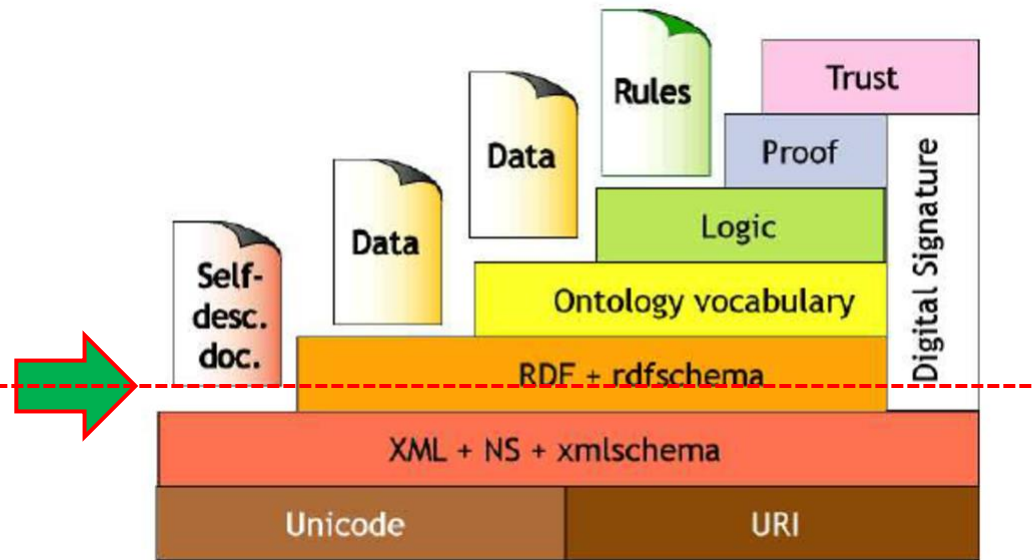 Rules
Trust
Data
Proof
Data
Logic
Self-
desc.
doc.
Ontology vocabulary
Digital Signature
RDF + rdfschema
XML + NS + xmlschema
Unicode
URI